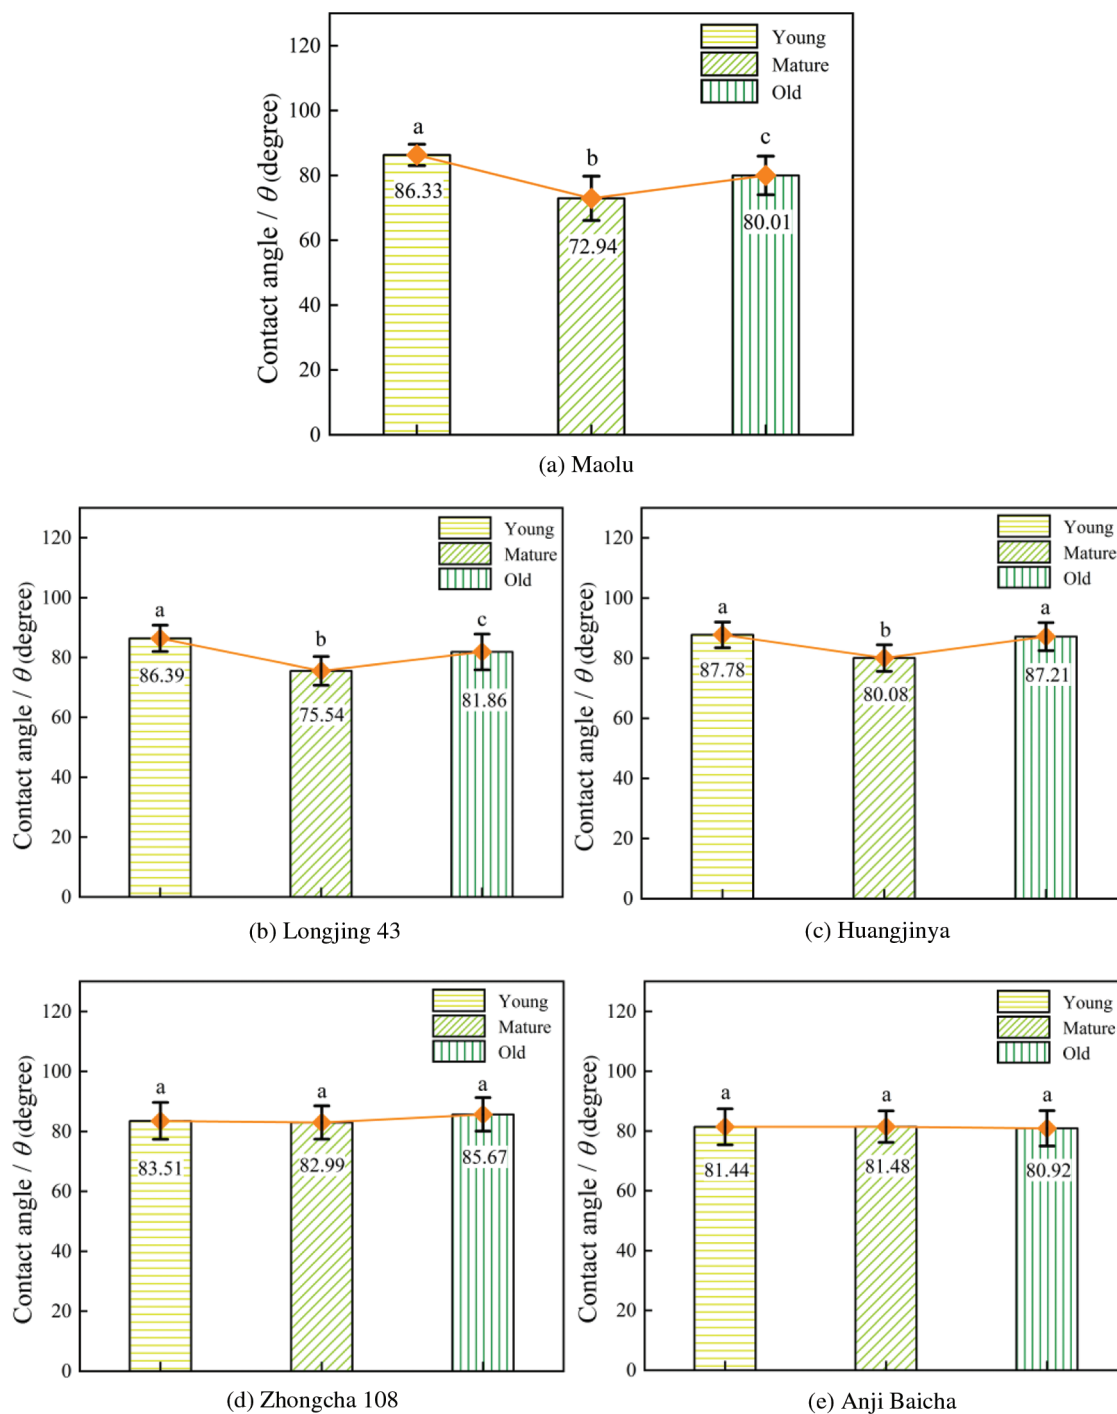 Contact angle / θ (degree)
120
100
80
60
40
20
0
Young
Mature
Old
a
b
c
86.33
72.94
80.01
(a) Maolu
Contact angle / θ (degree)
120
100
80
60
40
20
0
Young
Mature
Old
a
b
c
86.39
75.54
81.86
(b) Longjing 43
Contact angle / θ (degree)
120
100
80
60
40
20
0
Young
Mature
Old
a
b
a
87.78
80.08
87.21
(c) Huangjinya
Contact angle / θ (degree)
120
100
80
60
40
20
0
Young
Mature
Old
a
a
a
83.51
82.99
85.67
(d) Zhongcha 108
Contact angle / θ (degree)
120
100
80
60
40
20
0
Young
Mature
Old
a
a
a
81.44
81.48
80.92
(e) Anji Baicha